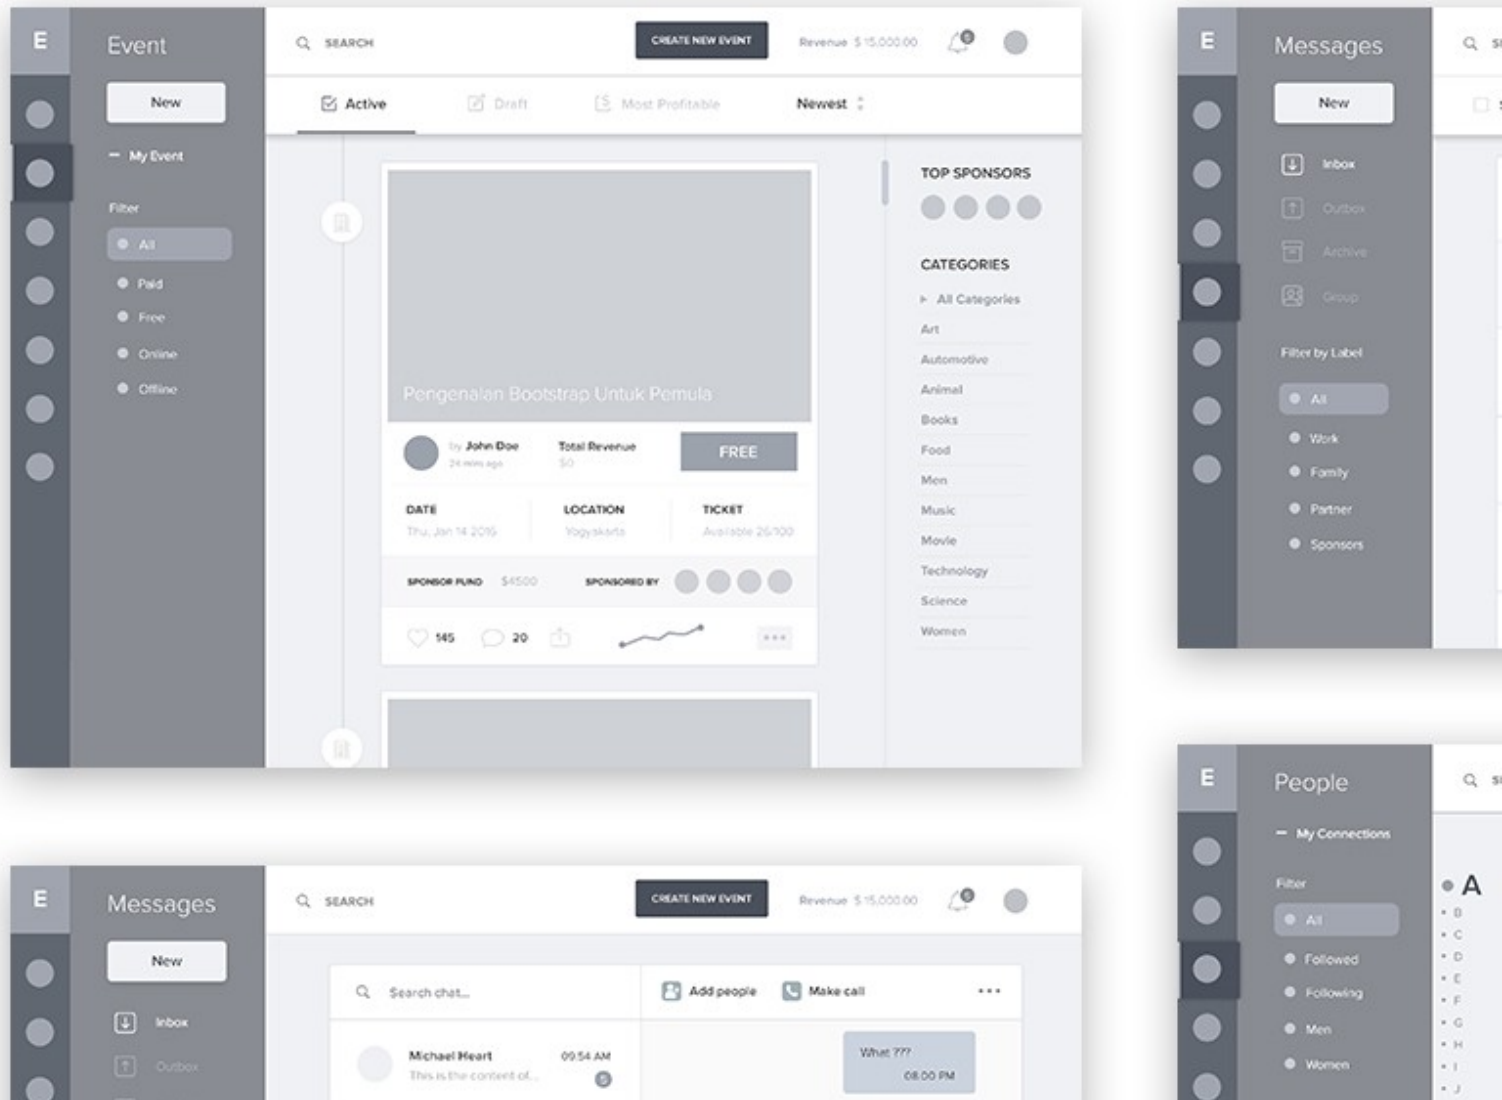 E
Event
SEARCH
CREATE NEW EVENT
Revenue $ 15,000.00
5
New
My Event
Filter
All
Paid
Free
Online
Offline
Active
Draft
Most Profitable
Newest
Pengenalan Bootstrap Untuk Pemula
by John Doe
24 mins ago
Total Revenue
$0
FREE
DATE
Thu, Jan 14 2016
LOCATION
Yogyakarta
TICKET
Available 26/100
SPONSOR FUND $4500
SPONSORED BY
145
20
TOP SPONSORS
CATEGORIES
All Categories
Art
Automotive
Animal
Books
Food
Men
Music
Movie
Technology
Science
Women
E
Messages
New
Inbox
Outbox
Archive
Group
Filter by Label
All
Work
Family
Partner
Sponsors
E
Messages
SEARCH
CREATE NEW EVENT
Revenue $ 15,000.00
5
New
Inbox
Outbox
Search chat...
Add people
Make call
Michael Heart
09.54 AM
This is the content of...
5
What ???
08.00 PM
E
People
My Connections
Filter
All
Followed
Following
Men
Women
A
B
C
D
E
F
G
H
I
J